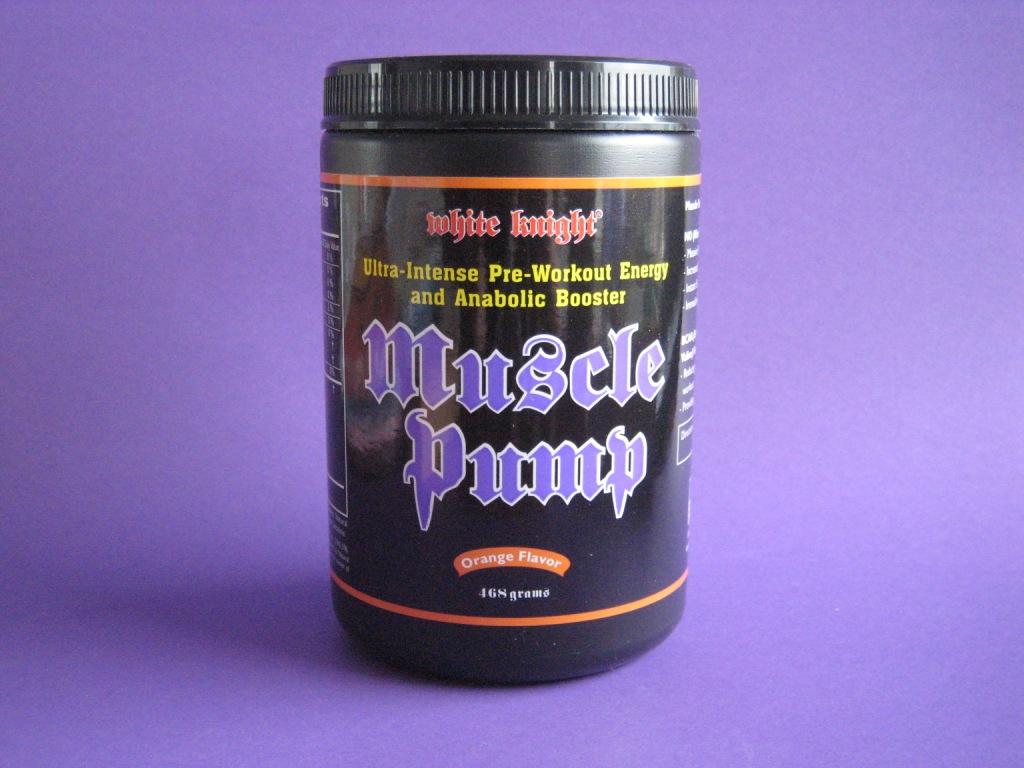 white knight®
Ultra-Intense Pre-Workout Energy
and Anabolic Booster
Muscle
Pump
Orange Flavor
468 grams